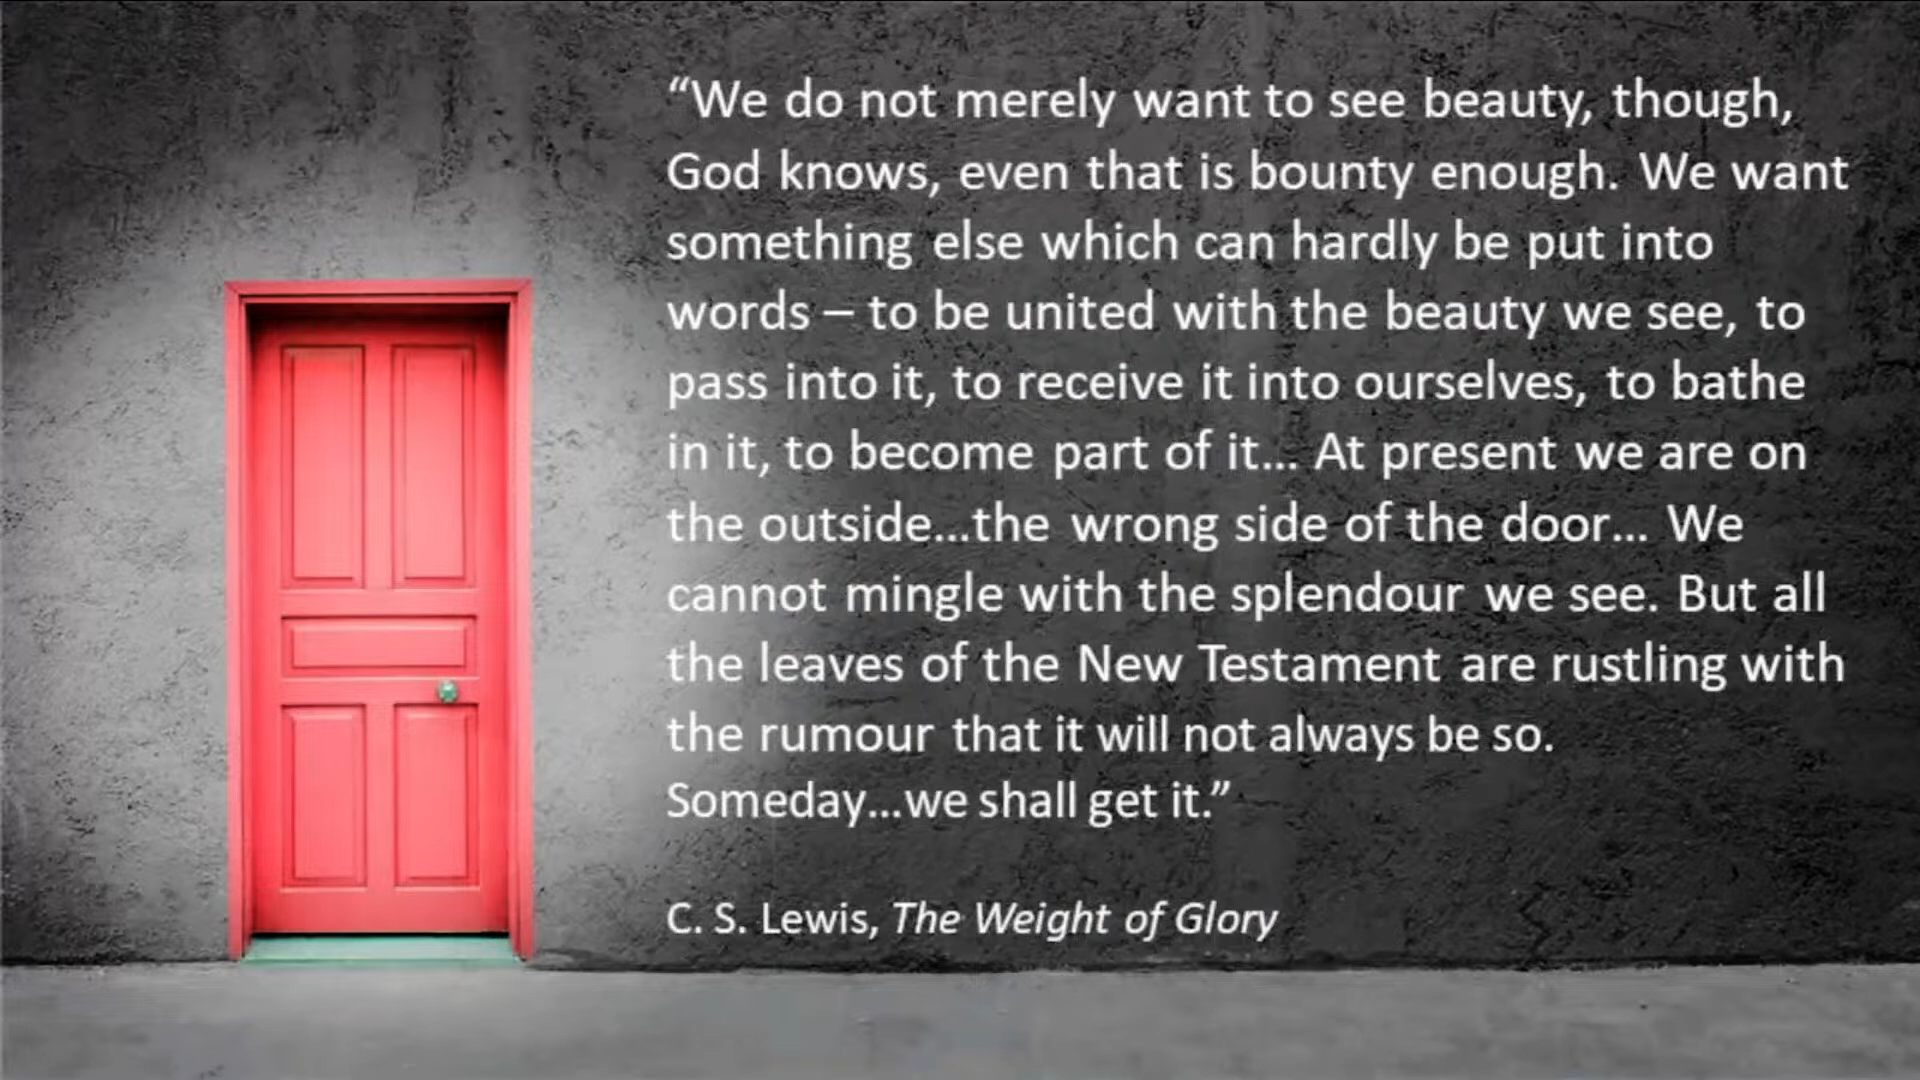 “We do not merely want to see beauty, though,
God knows, even that is bounty enough. We want
something else which can hardly be put into
words – to be united with the beauty we see, to
pass into it, to receive it into ourselves, to bathe
in it, to become part of it... At present we are on
the outside...the wrong side of the door... We
cannot mingle with the splendour we see. But all
the leaves of the New Testament are rustling with
the rumour that it will not always be so.
Someday...we shall get it.”
C. S. Lewis, The Weight of Glory